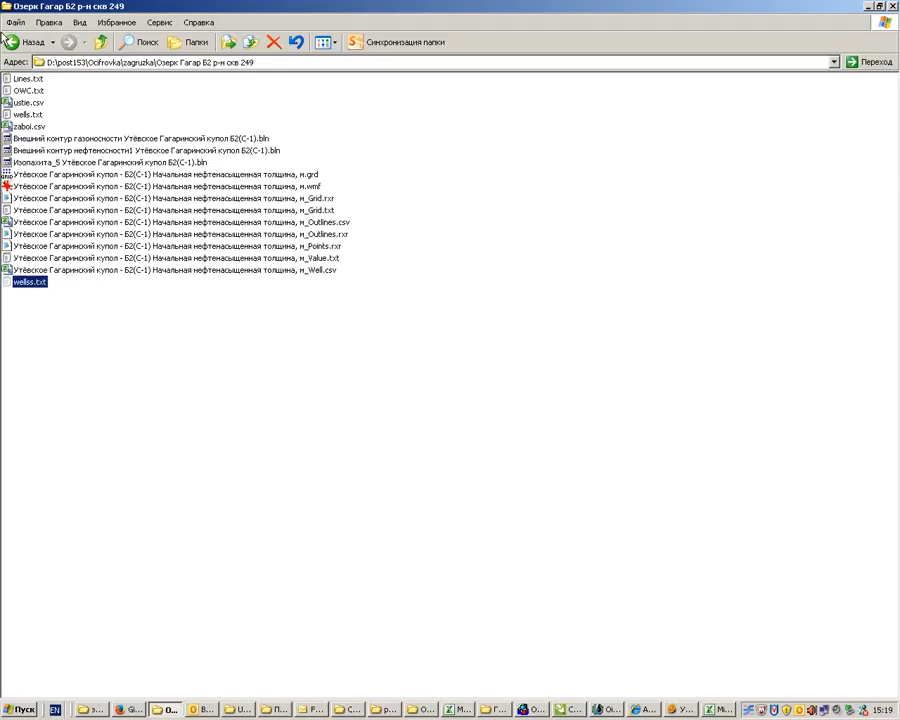 Озерк Гагар Б2 р-н скв 249
Файл Правка Вид Избранное Сервис Справка
Назад Поиск Папки Синхронизация папки
Адрес: D:\post153\Ocifrovka\zagruzka\Озерк Гагар Б2 р-н скв 249 Переход
Lines.txt
OWC.txt
ustie.csv
wells.txt
zaboi.csv
Внешний контур газоносности Утёвское Гагаринский купол Б2(С-1).bln
Внешний контур нефтеносности1 Утёвское Гагаринский купол Б2(С-1).bln
Изопахита_5 Утёвское Гагаринский купол Б2(С-1).bln
Утёвское Гагаринский купол - Б2(С-1) Начальная нефтенасыщенная толщина, м.grd
Утёвское Гагаринский купол - Б2(С-1) Начальная нефтенасыщенная толщина, м.wmf
Утёвское Гагаринский купол - Б2(С-1) Начальная нефтенасыщенная толщина, м_Grid.rxr
Утёвское Гагаринский купол - Б2(С-1) Начальная нефтенасыщенная толщина, м_Grid.txt
Утёвское Гагаринский купол - Б2(С-1) Начальная нефтенасыщенная толщина, м_Outlines.csv
Утёвское Гагаринский купол - Б2(С-1) Начальная нефтенасыщенная толщина, м_Outlines.rxr
Утёвское Гагаринский купол - Б2(С-1) Начальная нефтенасыщенная толщина, м_Points.rxr
Утёвское Гагаринский купол - Б2(С-1) Начальная нефтенасыщенная толщина, м_Value.txt
Утёвское Гагаринский купол - Б2(С-1) Начальная нефтенасыщенная толщина, м_Well.csv
wellss.txt
Пуск EN э... Gl... О... В... U... П... F... С... р... О... М... Г... О... С... Oi... А... У... Mi... 15:19